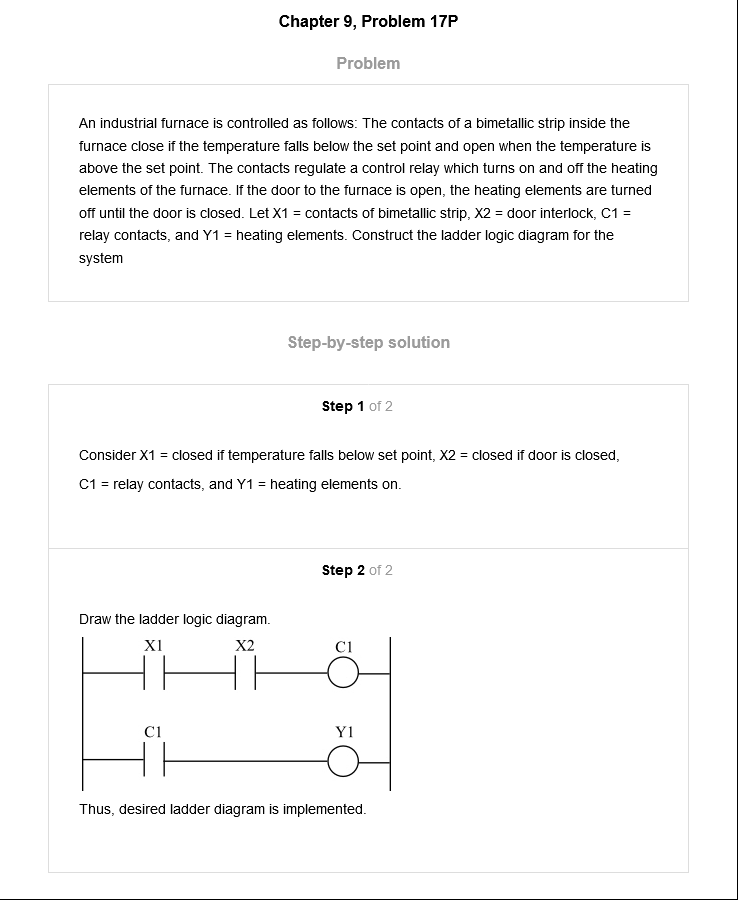 Chapter 9, Problem 17P
Problem
An industrial furnace is controlled as follows: The contacts of a bimetallic strip inside the
furnace close if the temperature falls below the set point and open when the temperature is
above the set point. The contacts regulate a control relay which turns on and off the heating
elements of the furnace. If the door to the furnace is open, the heating elements are turned
off until the door is closed. Let X1 = contacts of bimetallic strip, X2 = door interlock, C1 =
relay contacts, and Y1 = heating elements. Construct the ladder logic diagram for the
system
Step-by-step solution
Step 1 of 2
Consider X1 = closed if temperature falls below set point, X2 = closed if door is closed,
C1 = relay contacts, and Y1 = heating elements on.
Step 2 of 2
Draw the ladder logic diagram.
X1 X2 C1
C1 Y1
Thus, desired ladder diagram is implemented.